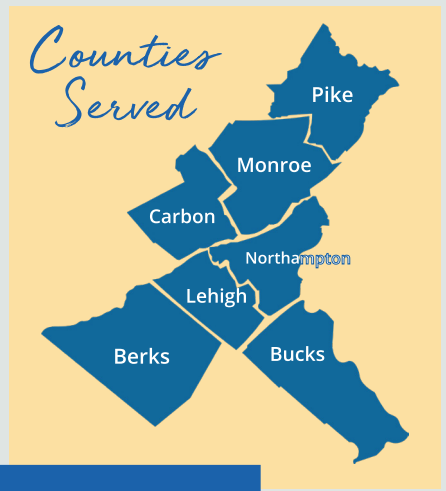 Counties
Served
Pike
Monroe
Carbon
Northampton
Lehigh
Berks
Bucks